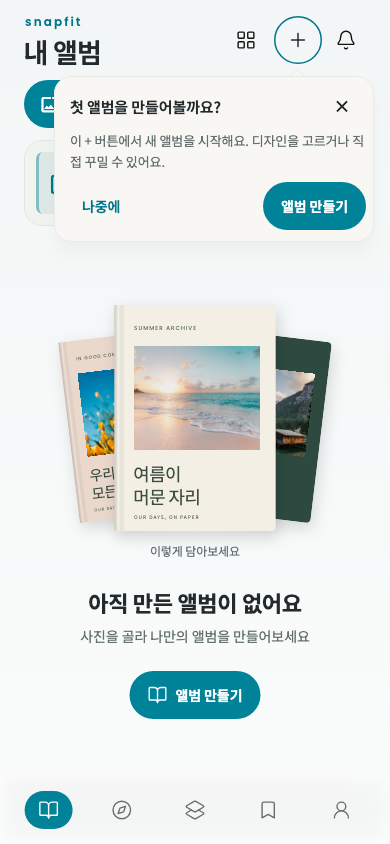 snapfit
내 앨범
첫 앨범을 만들어볼까요?
이 + 버튼에서 새 앨범을 시작해요. 디자인을 고르거나 직
접 꾸밀 수 있어요.
나중에
앨범 만들기
SUMMER ARCHIVE
IN GOOD
우리
모든
여름이
머문 자리
OUR DAYS, ON PAPER
OUR
이렇게 담아보세요
아직 만든 앨범이 없어요
사진을 골라 나만의 앨범을 만들어보세요
앨범 만들기